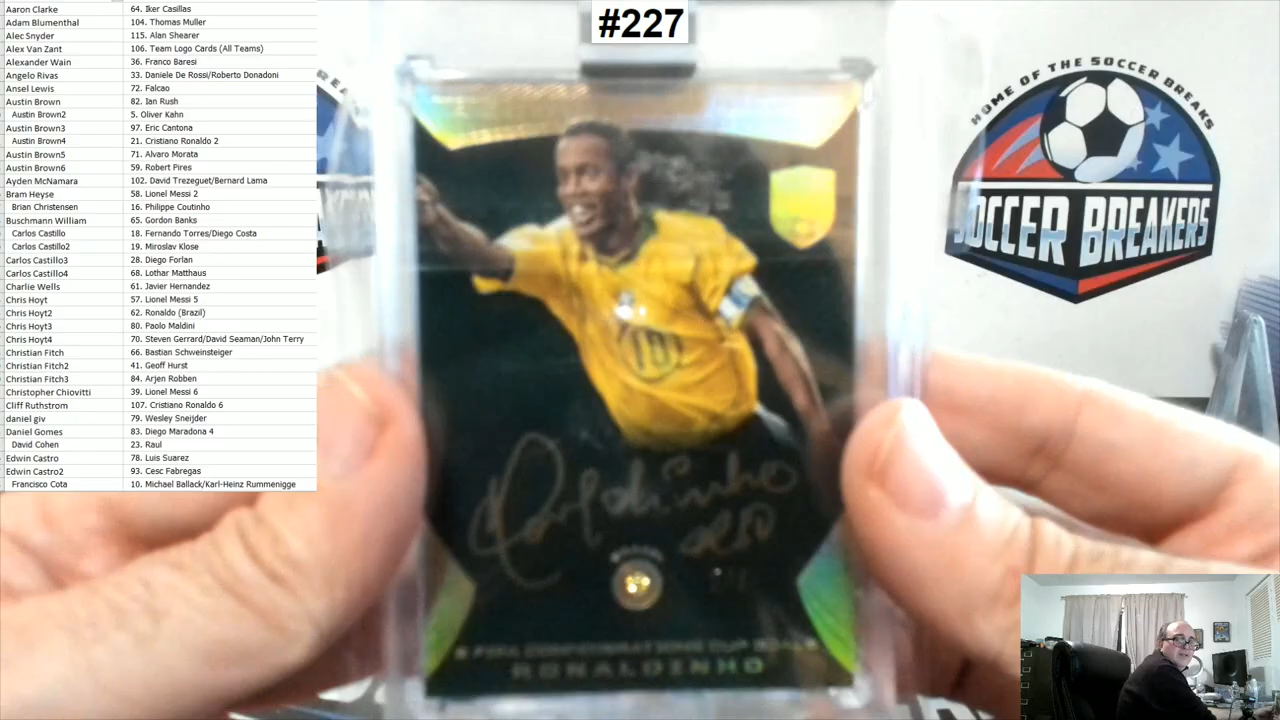 #227
Aaron Clarke 64. Iker Casillas
Adam Blumenthal 104. Thomas Muller
Alec Snyder 115. Alan Shearer
Alex Van Zant 106. Team Logo Cards (All Teams)
Alexander Wain 36. Franco Baresi
Angelo Rivas 33. Daniele De Rossi/Roberto Donadoni
Ansel Lewis 72. Falcao
Austin Brown 82. Ian Rush
Austin Brown2 5. Oliver Kahn
Austin Brown3 97. Eric Cantona
Austin Brown4 21. Cristiano Ronaldo 2
Austin Brown5 71. Alvaro Morata
Austin Brown6 59. Robert Pires
Ayden McNamara 102. David Trezeguet/Bernard Lama
Bram Heyse 58. Lionel Messi 2
Brian Christensen 16. Philippe Coutinho
Buschmann William 65. Gordon Banks
Carlos Castillo 18. Fernando Torres/Diego Costa
Carlos Castillo2 19. Miroslav Klose
Carlos Castillo3 28. Diego Forlan
Carlos Castillo4 68. Lothar Matthaus
Charlie Wells 61. Javier Hernandez
Chris Hoyt 57. Lionel Messi 5
Chris Hoyt2 62. Ronaldo (Brazil)
Chris Hoyt3 80. Paolo Maldini
Chris Hoyt4 70. Steven Gerrard/David Seaman/John Terry
Christian Fitch 66. Bastian Schweinsteiger
Christian Fitch2 41. Geoff Hurst
Christian Fitch3 84. Arjen Robben
Christopher Chiovitti 39. Lionel Messi 6
Cliff Ruthstrom 107. Cristiano Ronaldo 6
daniel giv 79. Wesley Sneijder
Daniel Gomes 83. Diego Maradona 4
David Cohen 23. Raul
Edwin Castro 78. Luis Suarez
Edwin Castro2 93. Cesc Fabregas
Francisco Cota 10. Michael Ballack/Karl-Heinz Rummenigge
HOME OF THE SOCCER BREAKS
SOCCER BREAKERS
10
Ronaldinho
FIFA CONFEDERATIONS CUP GOALS
RONALDINHO